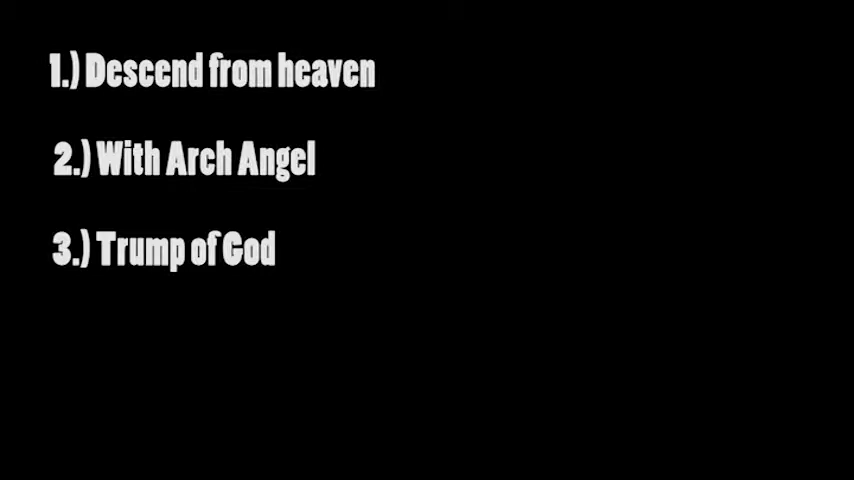 1.) Descend from heaven
2.) With Arch Angel
3.) Trump of God